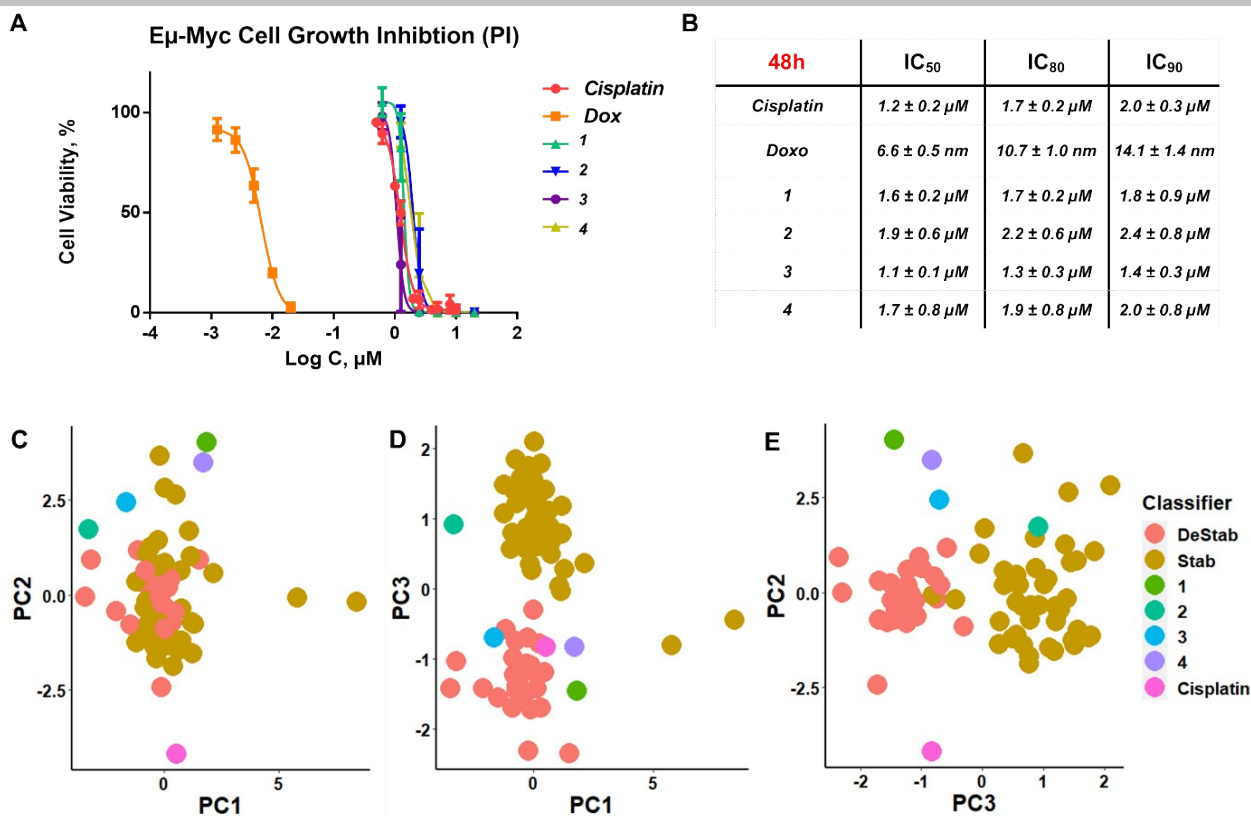 A
Eµ-Myc Cell Growth Inhibtion (PI)
Cell Viability, %
100
50
0
-4 -3 -2 -1 0 1 2
Log C, µM
Cisplatin
Dox
1
2
3
4
B
48h IC50 IC80 IC90
Cisplatin 1.2 ± 0.2 µM 1.7 ± 0.2 µM 2.0 ± 0.3 µM
Doxo 6.6 ± 0.5 nm 10.7 ± 1.0 nm 14.1 ± 1.4 nm
1 1.6 ± 0.2 µM 1.7 ± 0.2 µM 1.8 ± 0.9 µM
2 1.9 ± 0.6 µM 2.2 ± 0.6 µM 2.4 ± 0.8 µM
3 1.1 ± 0.1 µM 1.3 ± 0.3 µM 1.4 ± 0.3 µM
4 1.7 ± 0.8 µM 1.9 ± 0.8 µM 2.0 ± 0.8 µM
C
PC2
2.5
0.0
-2.5
0 5
PC1
D
PC3
2
1
0
-1
-2
0 5
PC1
E
PC2
2.5
0.0
-2.5
-2 -1 0 1 2
PC3
Classifier
DeStab
Stab
1
2
3
4
Cisplatin